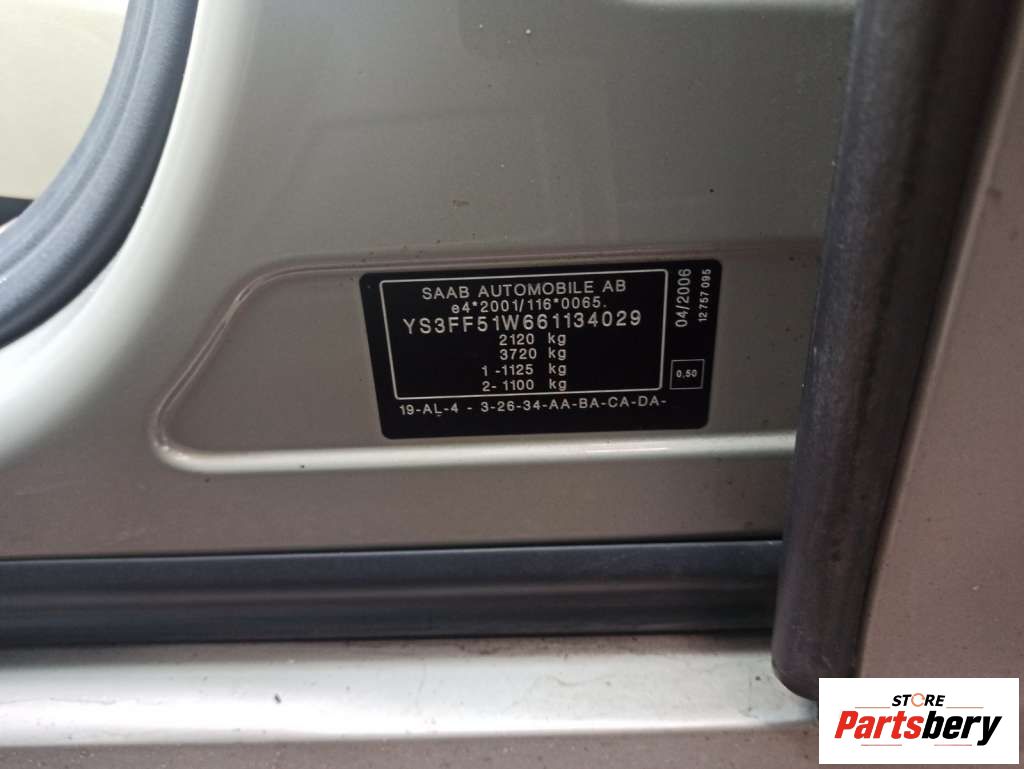 SAAB AUTOMOBILE AB
e4*2001/116*0065.
YS3FF51W661134029
2120 kg
3720 kg
1 -1125 kg
2- 1100 kg
19-AL-4 - 3-26-34-AA-BA-CA-DA-
04/2006
12 757 095
0,50
STORE
Partsbery